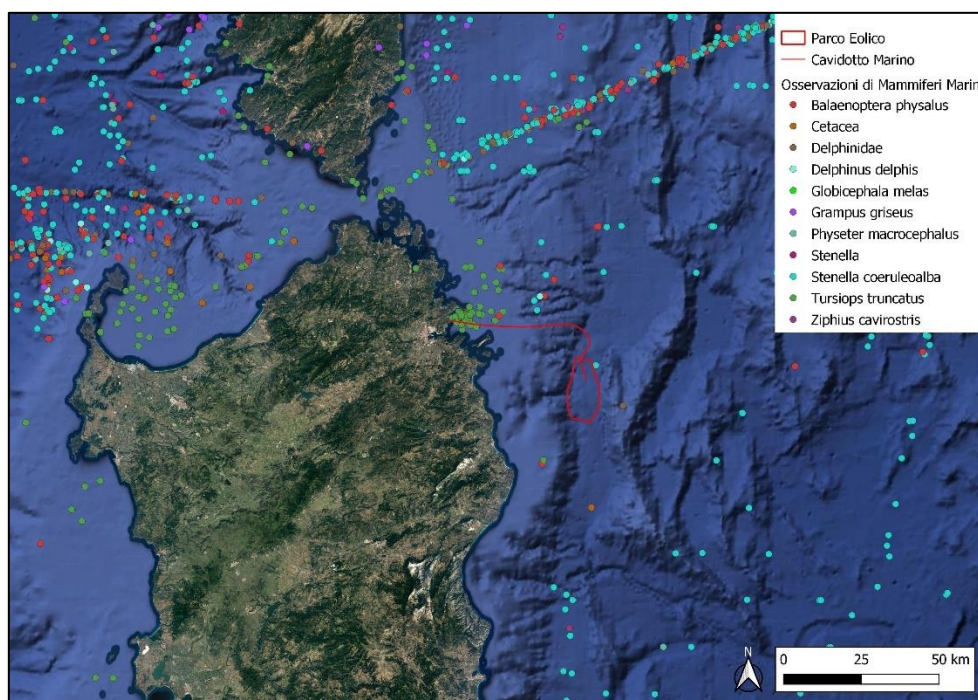 Parco Eolico
Cavidotto Marino
Osservazioni di Mammiferi Marini
Balaenoptera physalus
Cetacea
Delphinidae
Delphinus delphis
Globicephala melas
Grampus griseus
Physeter macrocephalus
Stenella
Stenella coeruleoalba
Tursiops truncatus
Ziphius cavirostris
N
0 25 50 km